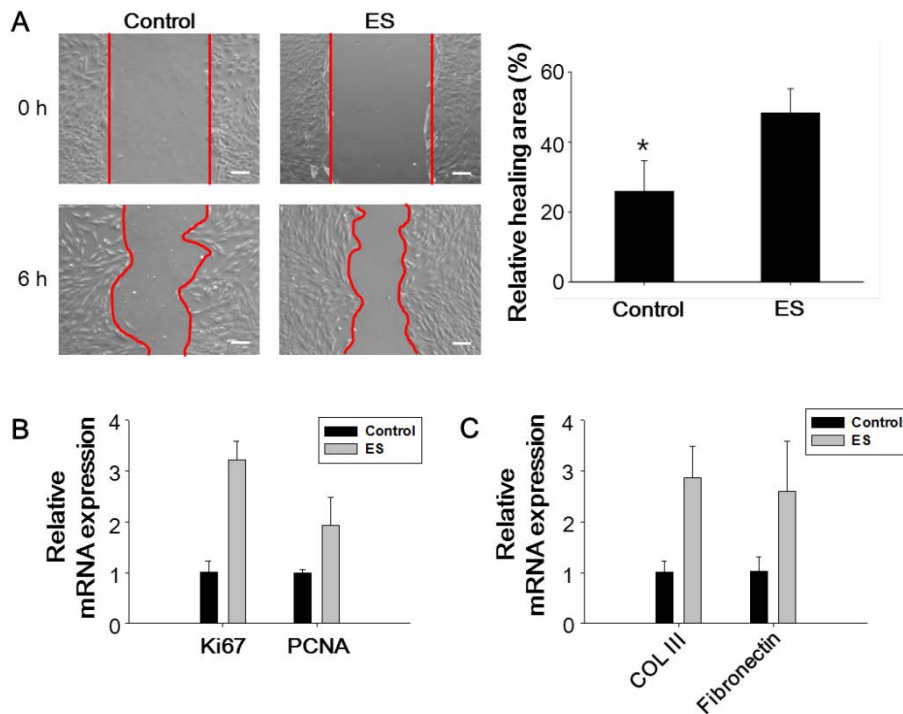 A
Control
ES
0 h
6 h
Relative healing area (%)
60
40
20
0
*
Control
ES
B
Relative
mRNA expression
4
3
2
1
0
Control
ES
Ki67
PCNA
C
Relative
mRNA expression
4
3
2
1
0
Control
ES
COL III
Fibronectin